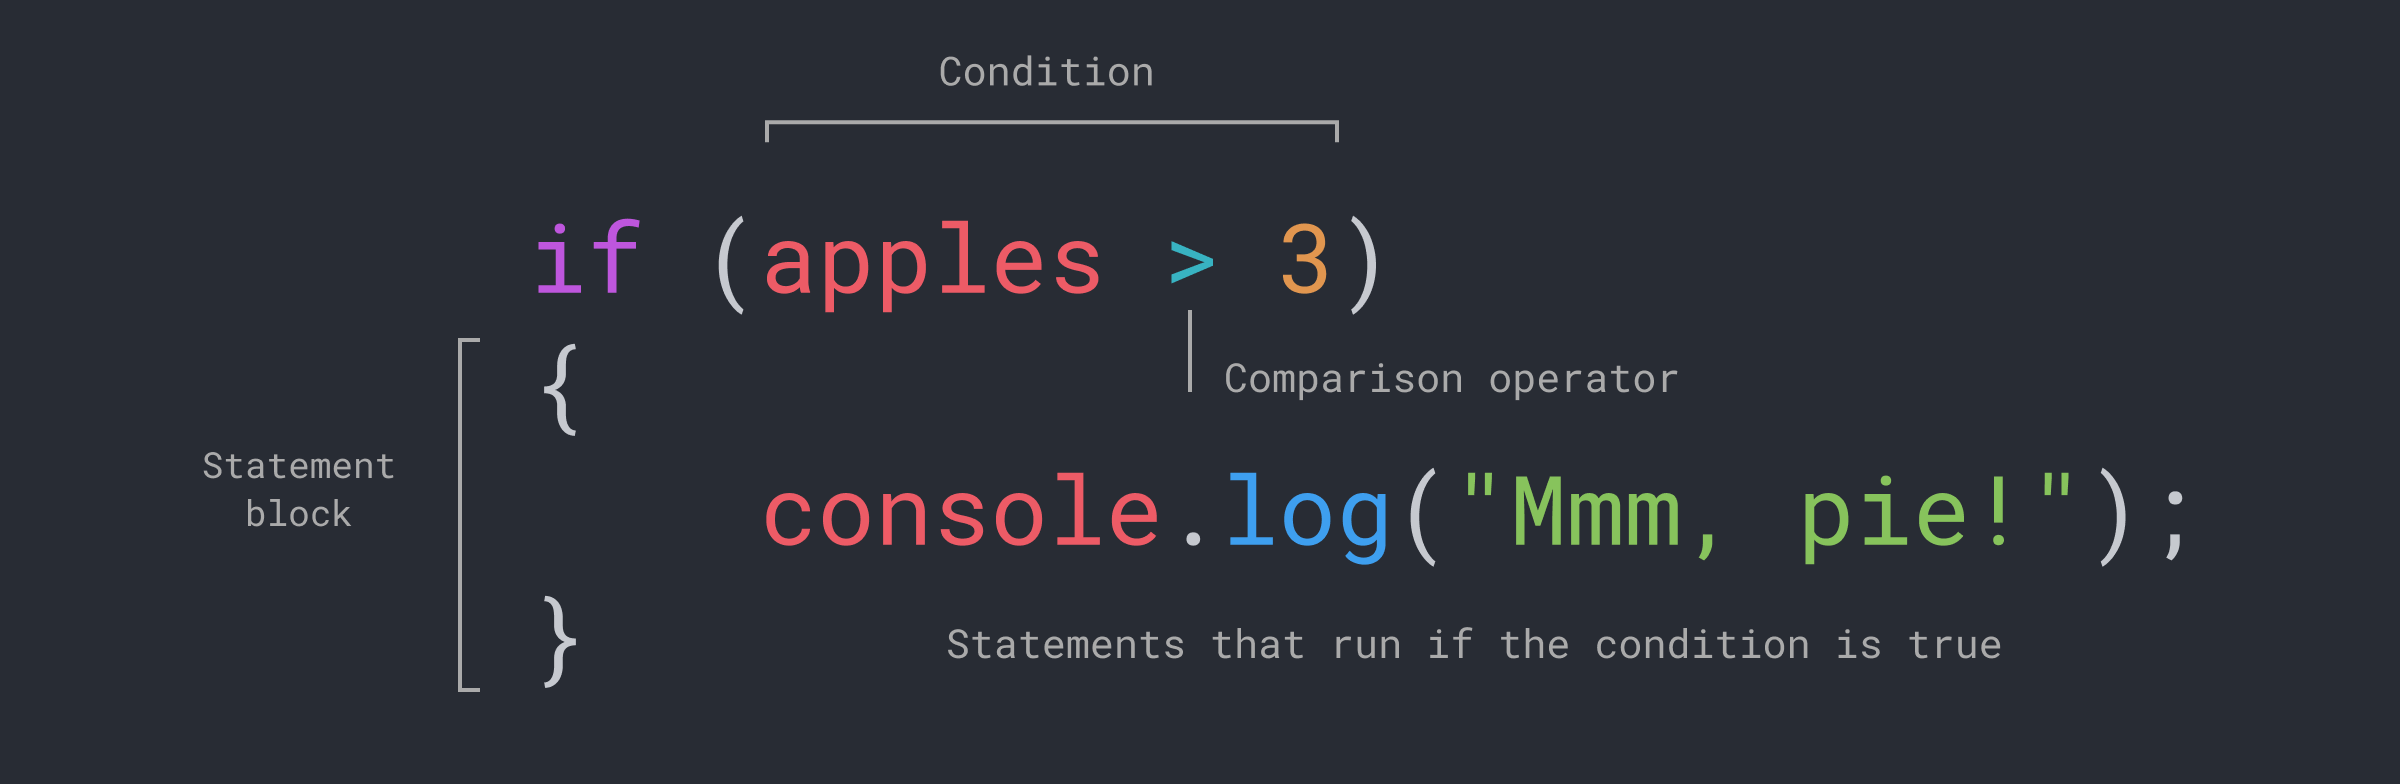 Condition
if (apples > 3)
{
Comparison operator
Statement
block
console.log("Mmm, pie!");
}
Statements that run if the condition is true